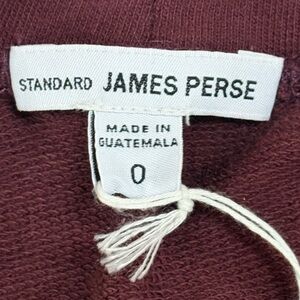 STANDARD JAMES PERSE
MADE IN
GUATEMALA
0